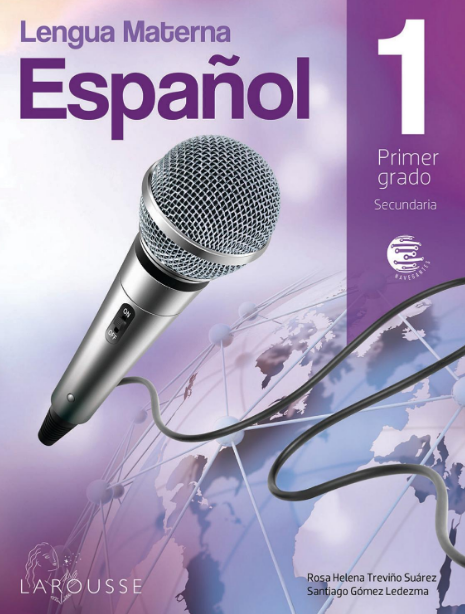 Lengua Materna
Español
1
Primer
grado
Secundaria
ON
OFF
Rosa Helena Treviño Suárez
Santiago Gómez Ledezma
LAROUSSE